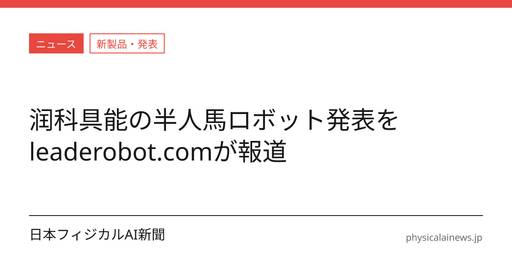 ニュース
新製品・発表
润科具能の半人馬ロボット発表を
leaderobot.comが報道
日本フィジカルAI新聞
physicalainews.jp